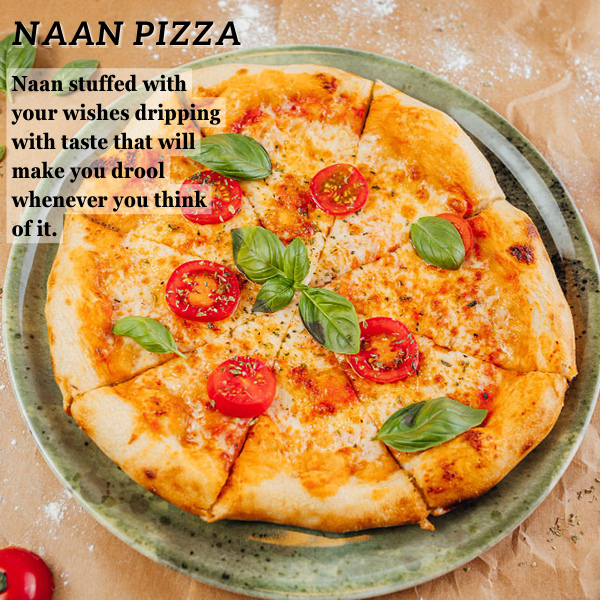 NAAN PIZZA
Naan stuffed with
your wishes dripping
with taste that will
make you drool
whenever you think
of it.